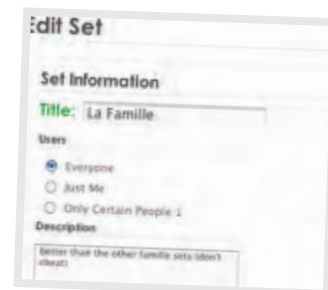 Edit Set
Set Information
Title: La Famille
Users
Everyone
Just Me
Only Certain People
Description
Better than the other famille sets (don't
cheat)